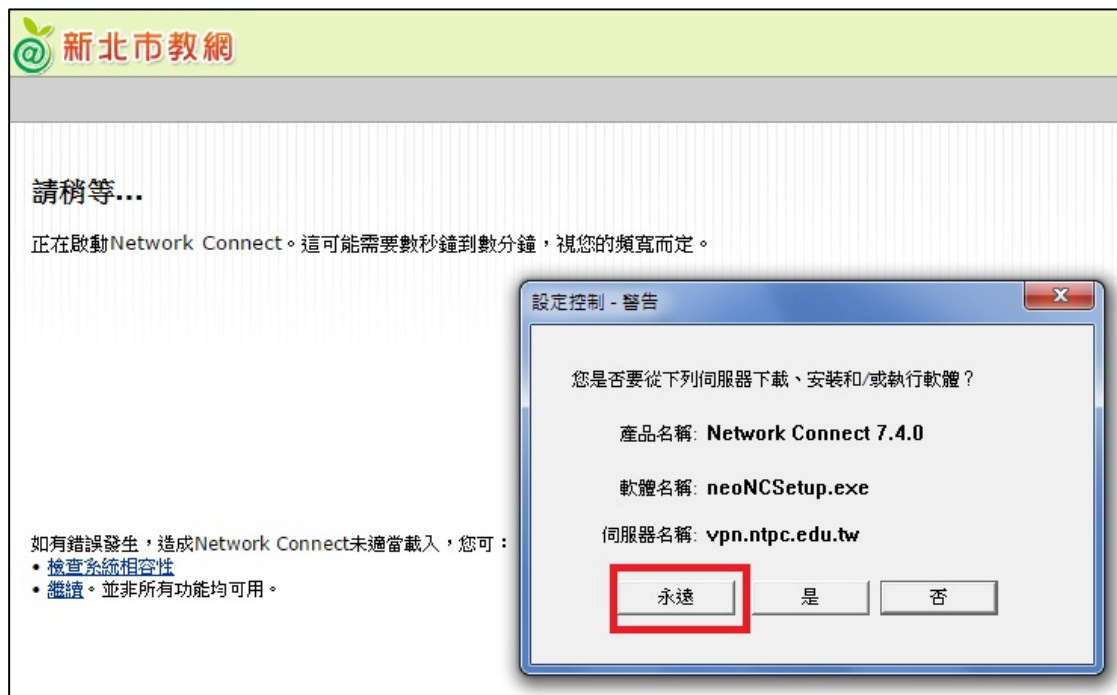 新北市教網
請稍等...
正在啟動Network Connect。這可能需要數秒鐘到數分鐘，視您的頻寬而定。
設定控制 - 警告
您是否要從下列伺服器下載、安裝和/或執行軟體？
產品名稱: Network Connect 7.4.0
軟體名稱: neoNCSetup.exe
伺服器名稱: vpn.ntpc.edu.tw
永遠 是 否
如有錯誤發生，造成Network Connect未適當載入，您可：
• 檢查系統相容性
• 繼續。並非所有功能均可用。